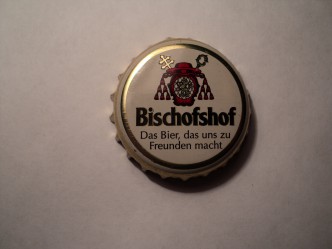 Bischofshof
Das Bier, das uns zu
Freunden macht